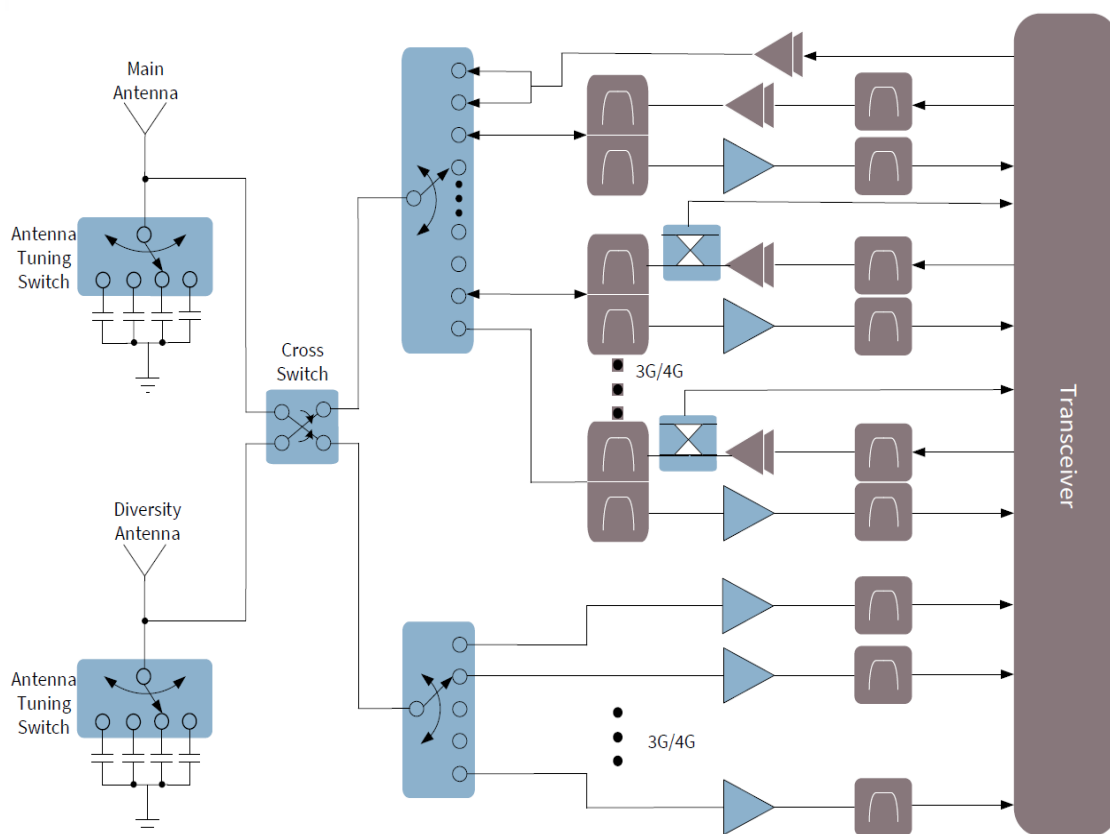 Main
Antenna
Antenna
Tuning
Switch
Cross
Switch
3G/4G
Transceiver
Diversity
Antenna
Antenna
Tuning
Switch
3G/4G